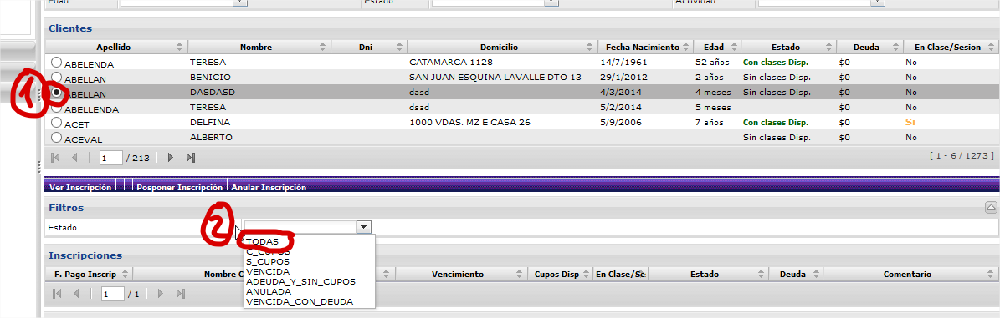 Edad Estado Actividad
Clientes
Apellido Nombre Dni Domicilio Fecha Nacimiento Edad Estado Deuda En Clase/Sesion
ABELENDA TERESA CATAMARCA 1128 14/7/1961 52 años Con clases Disp. $0 No
ABELLAN BENICIO SAN JUAN ESQUINA LAVALLE DTO 13 29/1/2012 2 años Sin clases Disp. $0 No
1 ABELLAN DASDASD dasd 4/3/2014 4 meses Sin clases Disp. $0 No
ABELLENDA TERESA dsad 5/2/2014 5 meses $0 No
ACET DELFINA 1000 VDAS. MZ E CASA 26 5/9/2006 7 años Con clases Disp. $0 Sí
ACEVAL ALBERTO Sin clases Disp. $0 No
1 / 213 [ 1 - 6 / 1273 ]
Ver Inscripción Posponer Inscripción Anular Inscripción
Filtros
2
Estado
TODAS
C_CUPOS
S_CUPOS
VENCIDA
ADEUDA_Y_SIN_CUPOS
ANULADA
VENCIDA_CON_DEUDA
Inscripciones
F. Pago Inscrip Nombre C Vencimiento Cupos Disp En Clase/Se Estado Deuda Comentario
1 / 1